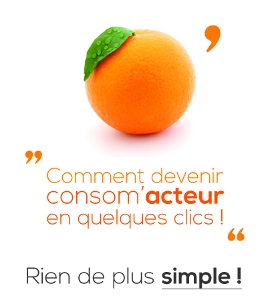 ”Comment devenir
consom’acteur
en quelques clics !
“
Rien de plus simple !